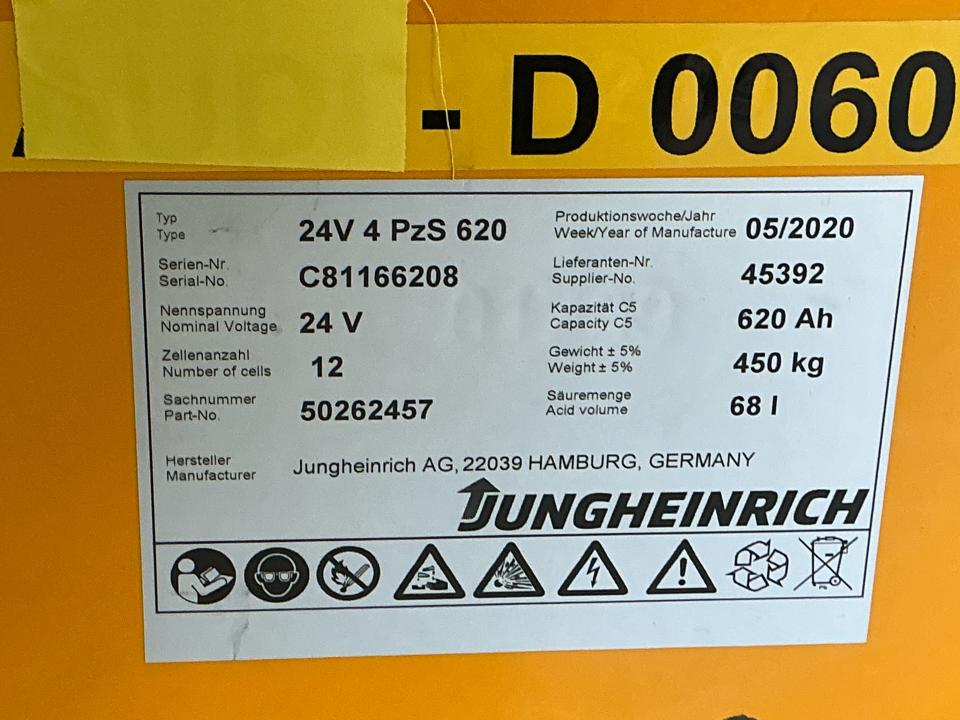 - D 0060
Typ
Type
24V 4 PzS 620
Produktionswoche/Jahr
Week/Year of Manufacture
05/2020
Serien-Nr.
Serial-No.
C81166208
Lieferanten-Nr.
Supplier-No.
45392
Nennspannung
Nominal Voltage
24 V
Kapazität C5
Capacity C5
620 Ah
Zellenanzahl
Number of cells
12
Gewicht ± 5%
Weight ± 5%
450 kg
Sachnummer
Part-No.
50262457
Säuremenge
Acid volume
68 l
Hersteller
Manufacturer
Jungheinrich AG, 22039 HAMBURG, GERMANY
JUNGHEINRICH